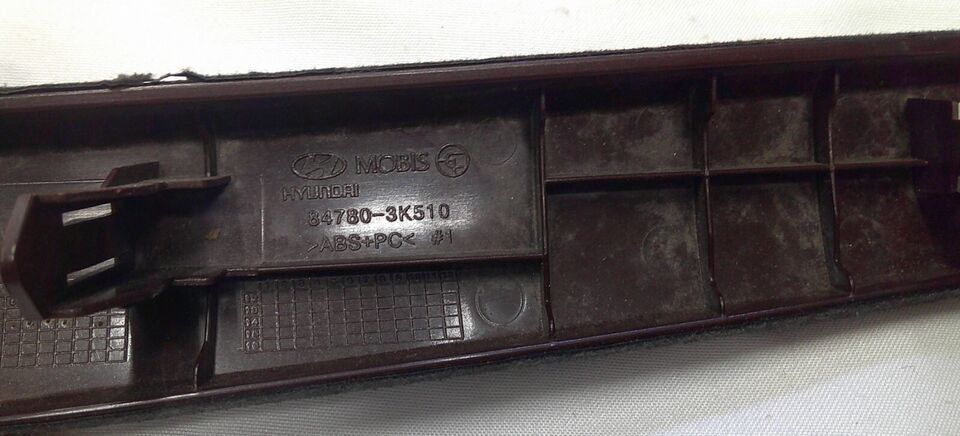 MOBIS
HYUNDAI
84780-3K510
>ABS+PC< #1